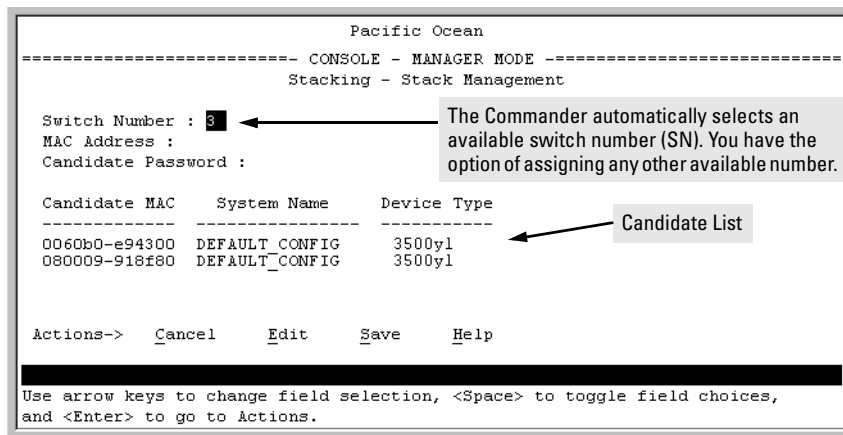 Pacific Ocean
==========================- CONSOLE - MANAGER MODE -============================
Stacking - Stack Management
Switch Number : 3
The Commander automatically selects an
available switch number (SN). You have the
option of assigning any other available number.
MAC Address :
Candidate Password :
Candidate MAC System Name Device Type
------------- ---------------- -----------
Candidate List
0060b0-e94300 DEFAULT_CONFIG 3500yl
080009-918f80 DEFAULT_CONFIG 3500yl
Actions-> Cancel Edit Save Help
Use arrow keys to change field selection, <Space> to toggle field choices,
and <Enter> to go to Actions.